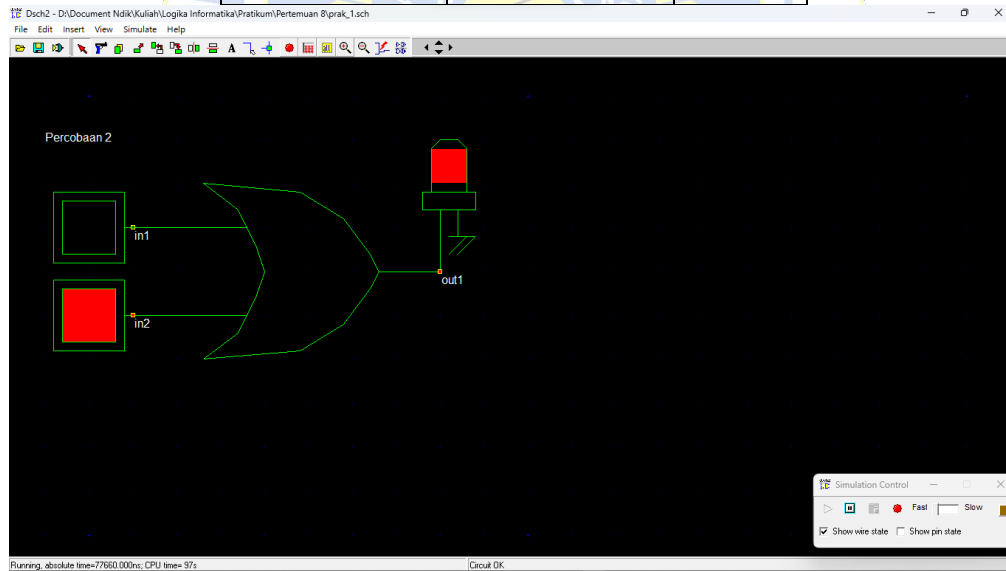 Dsch2 - D:\Document Ndik\Kuliah\Logika Informatika\Pratikum\Pertemuan 8\prak_1.sch
File Edit Insert View Simulate Help
Percobaan 2
in1
out1
in2
Simulation Control
Fast Slow
Show wire state Show pin state
Running, absolute time=77660.000ns; CPU time= 97s Circuit OK